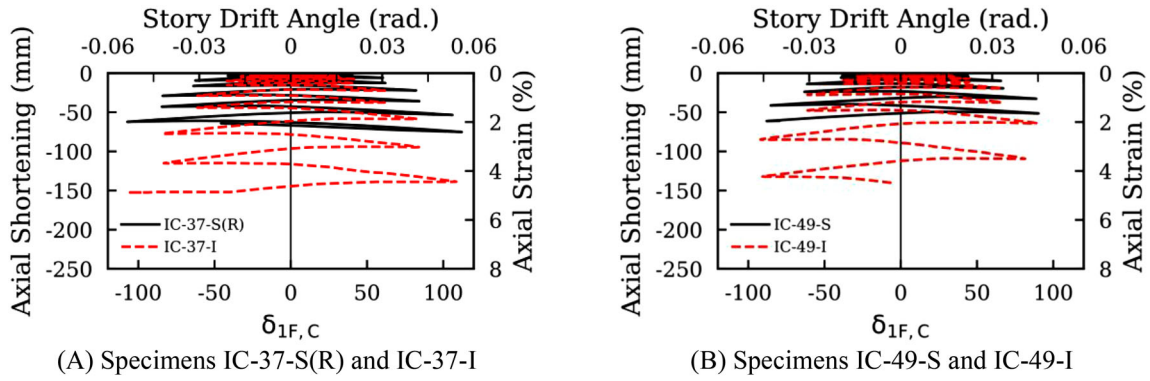 Story Drift Angle (rad.)
-0.06 -0.03 0 0.03 0.06
Axial Shortening (mm)
0
-50
-100
-150
-200
-250
0
2
4
6
8
Axial Strain (%)
IC-37-S(R)
IC-37-I
-100 -50 0 50 100
δ1F, C
(A) Specimens IC-37-S(R) and IC-37-I
Story Drift Angle (rad.)
-0.06 -0.03 0 0.03 0.06
Axial Shortening (mm)
0
-50
-100
-150
-200
-250
0
2
4
6
8
Axial Strain (%)
IC-49-S
IC-49-I
-100 -50 0 50 100
δ1F, C
(B) Specimens IC-49-S and IC-49-I